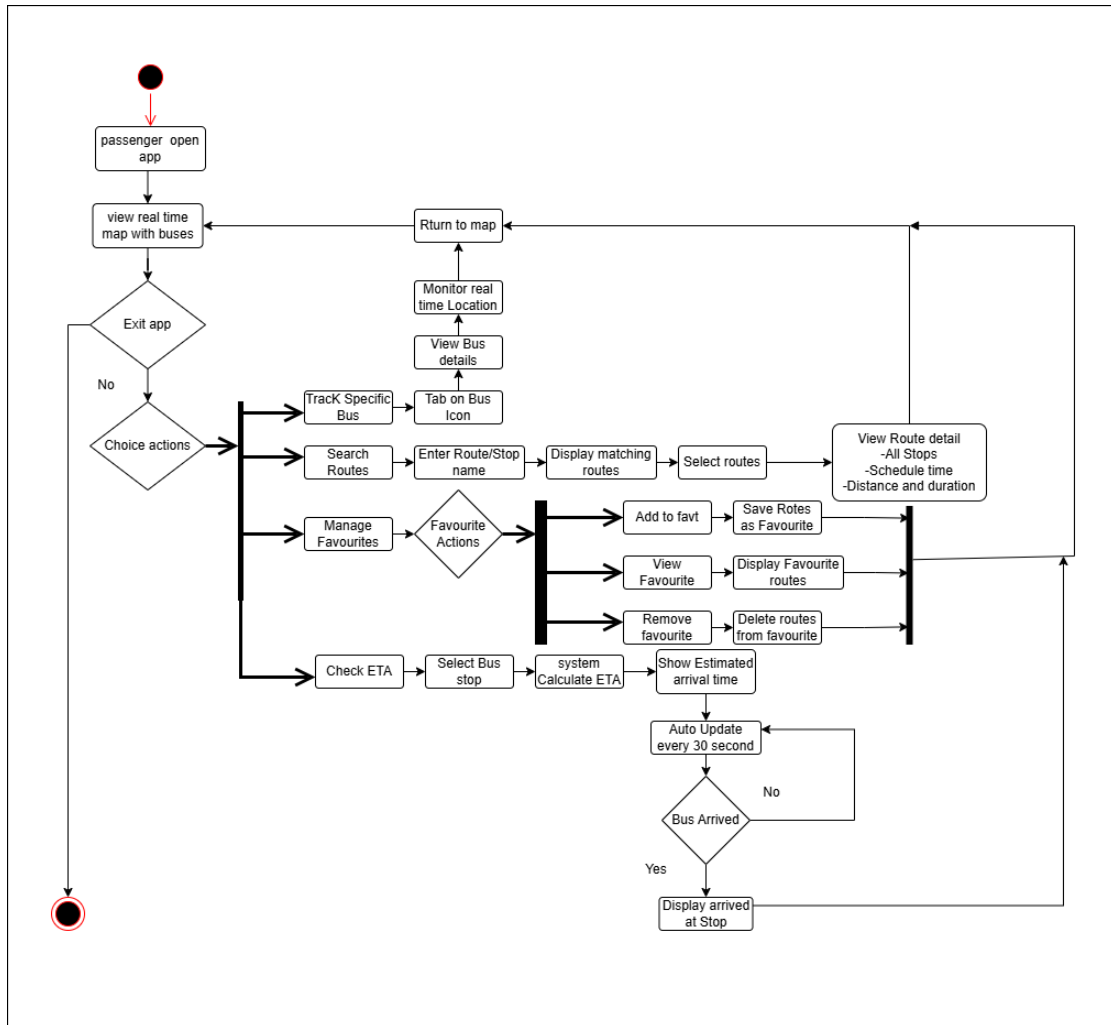 passenger open
app
view real time
map with buses
Rturn to map
Monitor real
time Location
View Bus
details
Exit app
No
Choice actions
TracK Specific
Bus
Tab on Bus
Icon
Search
Routes
Enter Route/Stop
name
Display matching
routes
Select routes
View Route detail
-All Stops
-Schedule time
-Distance and duration
Manage
Favourites
Favourite
Actions
Add to favt
Save Rotes
as Favourite
View
Favourite
Display Favourite
routes
Remove
favourite
Delete routes
from favourite
Check ETA
Select Bus
stop
system
Calculate ETA
Show Estimated
arrival time
Auto Update
every 30 second
No
Bus Arrived
Yes
Display arrived
at Stop